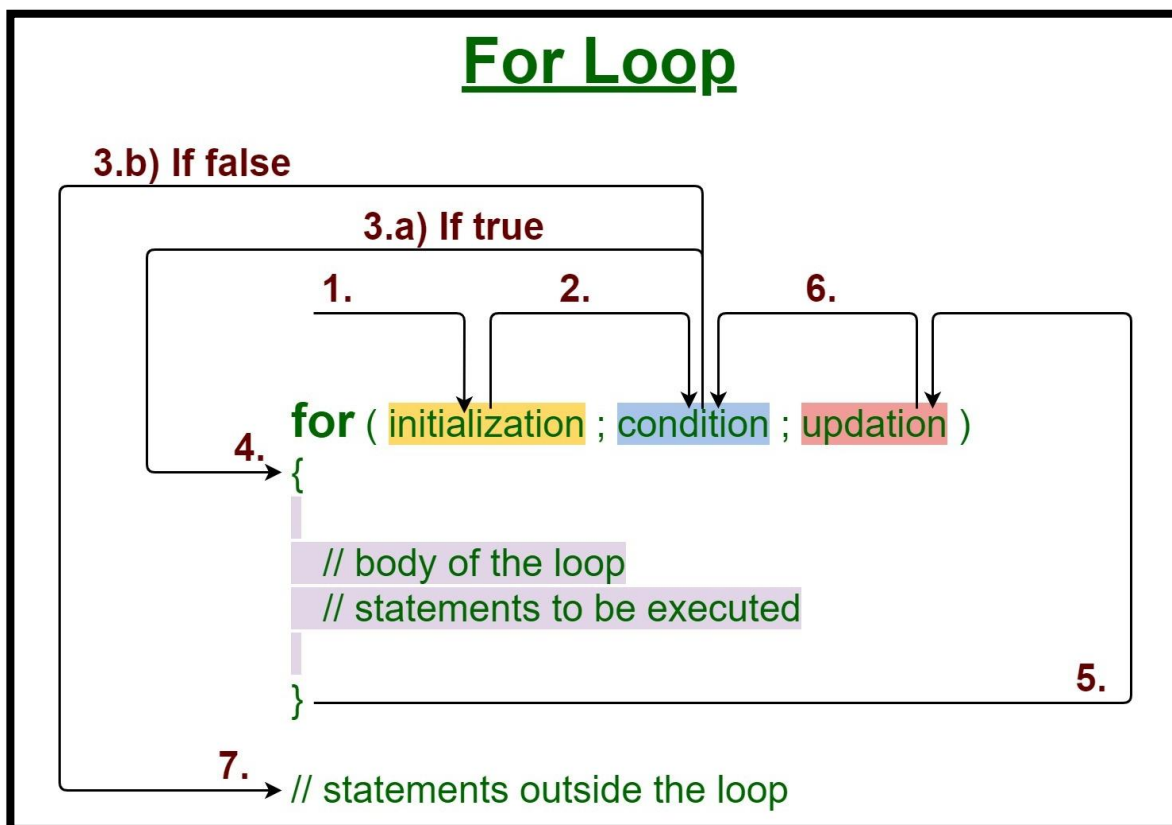 For Loop
3.b) If false
3.a) If true
1. 2. 6.
for ( initialization ; condition ; updation )
4.
{
// body of the loop
// statements to be executed
5.
}
7.
// statements outside the loop